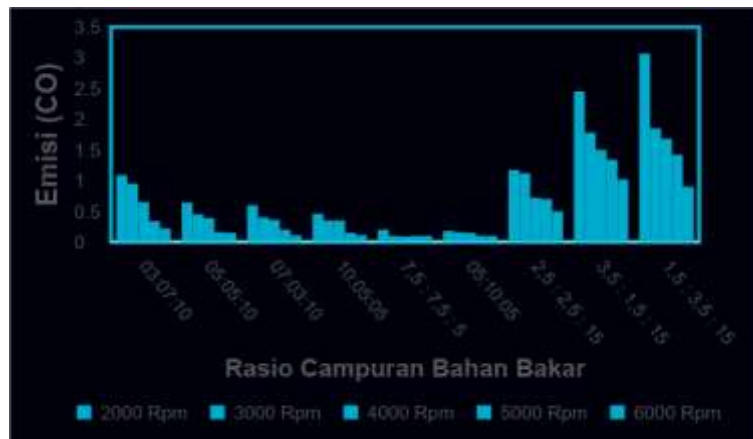 3.5
3
2.5
2
1.5
1
0.5
0
Emisi (CO)
03:07:10
05:05:10
07:03:10
10:05:05
7.5 : 7.5 : 5
05:10:05
2.5 : 2.5 : 15
3.5 : 1.5 : 15
1.5 : 3.5 : 15
Rasio Campuran Bahan Bakar
2000 Rpm 3000 Rpm 4000 Rpm 5000 Rpm 6000 Rpm